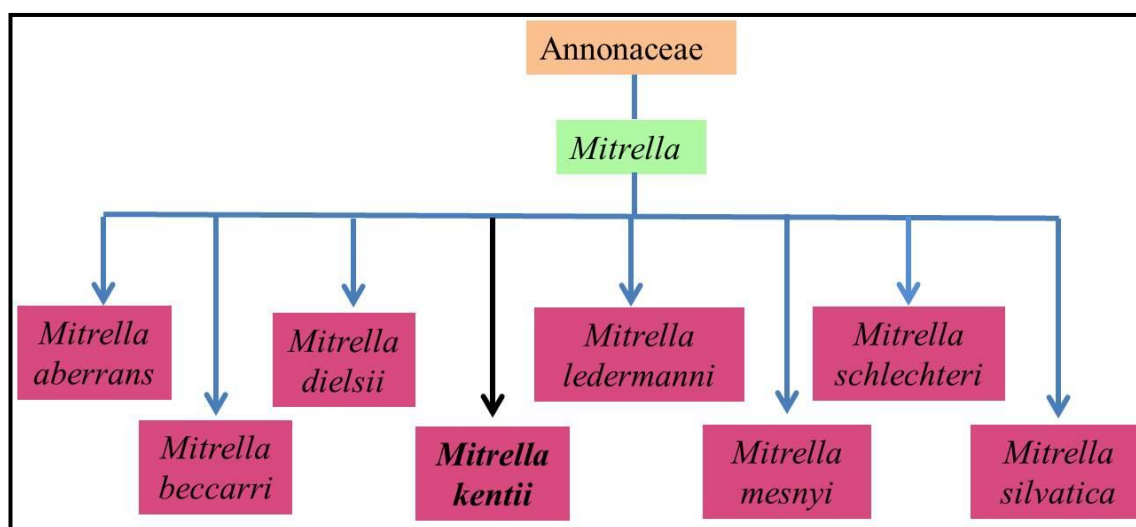 Annonaceae
Mitrella
Mitrella
aberrans
Mitrella
beccarri
Mitrella
dielsii
Mitrella
kentii
Mitrella
ledermanni
Mitrella
mesnyi
Mitrella
schlechteri
Mitrella
silvatica